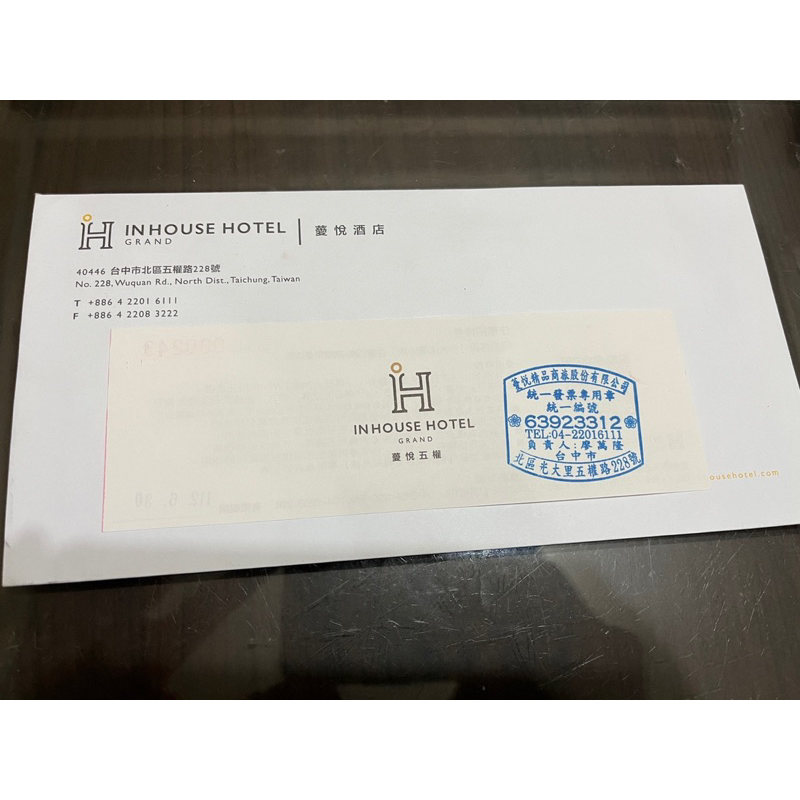 iH INHOUSE HOTEL | 薆悅酒店
GRAND
40446 台中市北區五權路228號
No. 228, Wuquan Rd., North Dist., Taichung, Taiwan
T +886 4 2201 6111
F +886 4 2208 3222
iH
INHOUSE HOTEL
GRAND
薆悅五權
薆悅精品商旅股份有限公司
統一發票專用章
統一編號
63923312
TEL:04-22016111
負責人:廖萬隆
台中市
北區光大里五權路228號
ousehotel.com